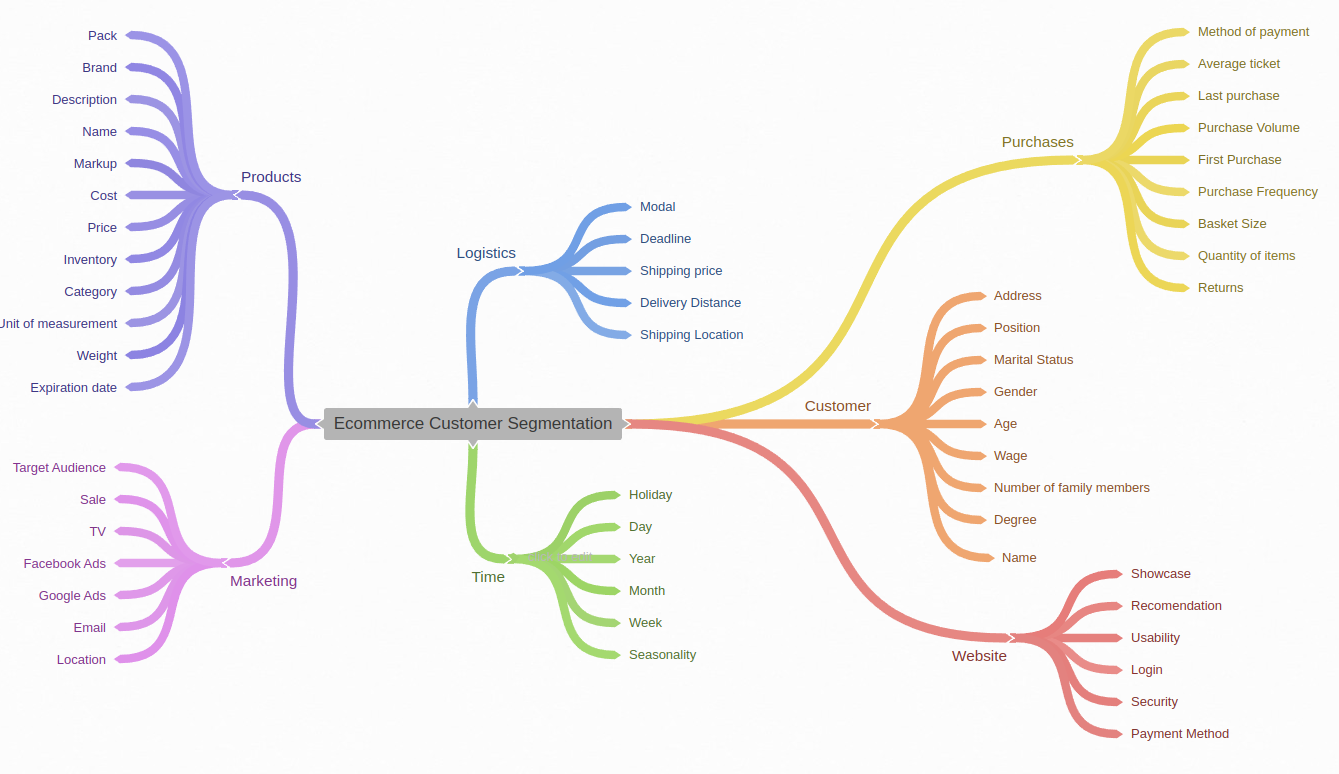 Pack
Brand
Description
Name
Markup
Cost
Price
Inventory
Category
Unit of measurement
Weight
Expiration date
Products
Target Audience
Sale
TV
Facebook Ads
Google Ads
Email
Location
Marketing
Ecommerce Customer Segmentation
Logistics
Modal
Deadline
Shipping price
Delivery Distance
Shipping Location
Time
Holiday
Day
Year
Month
Week
Seasonality
Purchases
Method of payment
Average ticket
Last purchase
Purchase Volume
First Purchase
Purchase Frequency
Basket Size
Quantity of items
Returns
Customer
Address
Position
Marital Status
Gender
Age
Wage
Number of family members
Degree
Name
Website
Showcase
Recomendation
Usability
Login
Security
Payment Method